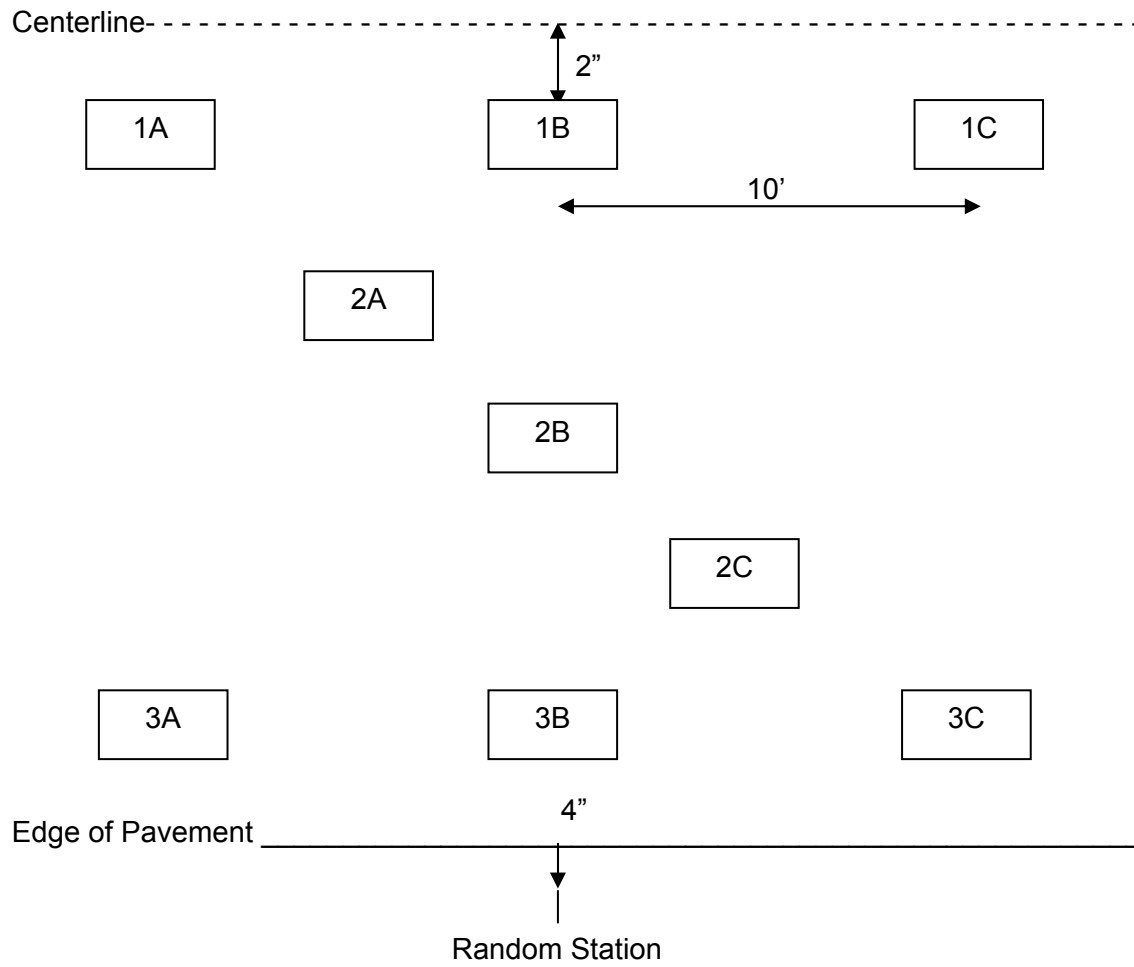 Centerline
2”
1A 1B 1C
10’
2A
2B
2C
3A 3B 3C
4”
Edge of Pavement
Random Station